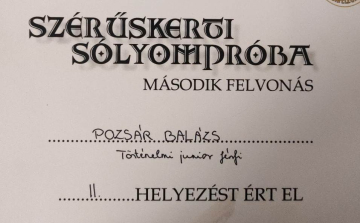 SZÉRŰSKERTI
SÓLYOMPRÓBA
MÁSODIK FELVONÁS
POZSÁR BALÁZS
Történelmi junior férfi
II. HELYEZÉST ÉRT EL